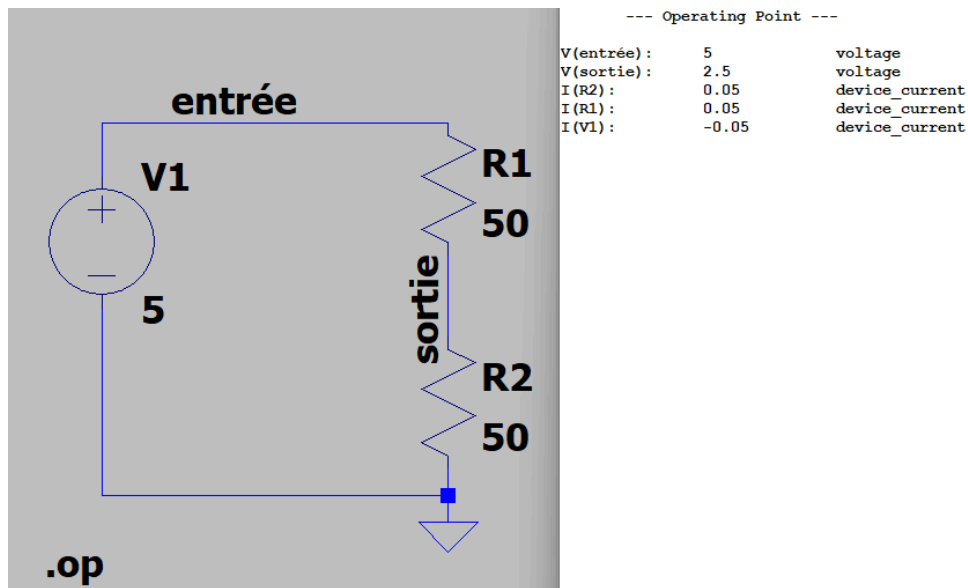 entrée
V1
5
R1
50
sortie
R2
50
.op
--- Operating Point ---
V(entrée): 5 voltage
V(sortie): 2.5 voltage
I(R2): 0.05 device_current
I(R1): 0.05 device_current
I(V1): -0.05 device_current